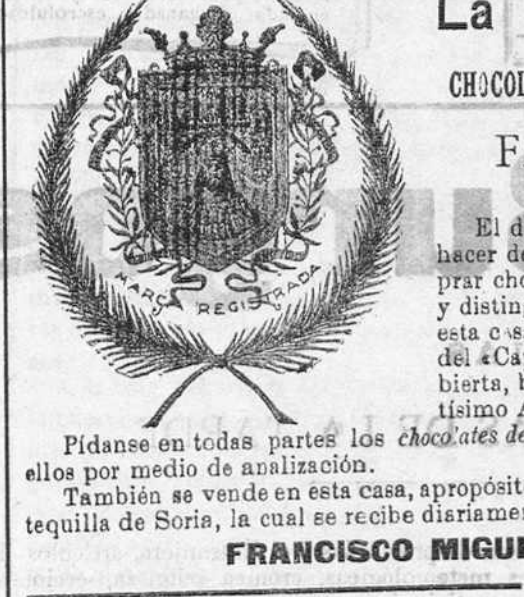 La
CHOCOL
F
El d
hacer de
prar cho
y distin
esta casa
del «Ca
bierta, b
tísimo A
MARCA REGISTRADA
Pídanse en todas partes los chocolates de
ellos por medio de analización.
También se vende en esta casa, apropósit
tequilla de Soria, la cual se recibe diariame
FRANCISCO MIGU